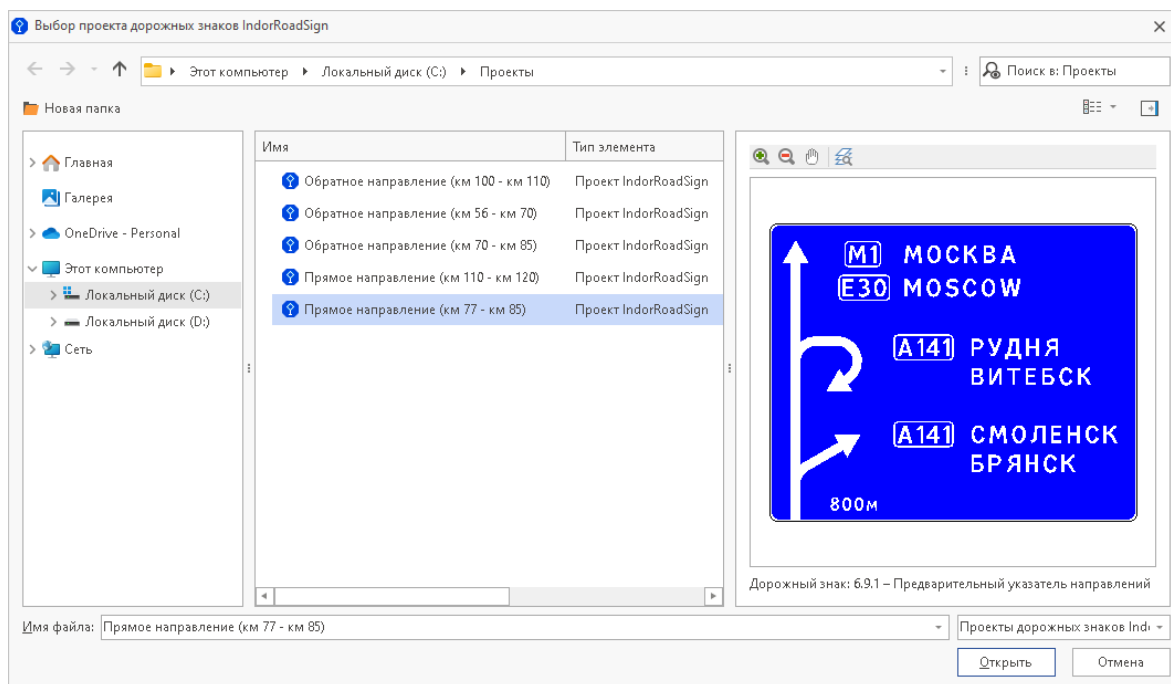 Выбор проекта дорожных знаков IndorRoadSign
Этот компьютер Локальный диск (C:) Проекты
Поиск в: Проекты
Новая папка
Главная
Галерея
OneDrive - Personal
Этот компьютер
Локальный диск (C:)
Локальный диск (D:)
Сеть
Имя Тип элемента
Обратное направление (км 100 - км 110) Проект IndorRoadSign
Обратное направление (км 56 - км 70) Проект IndorRoadSign
Обратное направление (км 70 - км 85) Проект IndorRoadSign
Прямое направление (км 110 - км 120) Проект IndorRoadSign
Прямое направление (км 77 - км 85) Проект IndorRoadSign
М1 МОСКВА
Е30 MOSCOW
А141 РУДНЯ
ВИТЕБСК
А141 СМОЛЕНСК
БРЯНСК
800м
Дорожный знак: 6.9.1 – Предварительный указатель направлений
Имя файла: Прямое направление (км 77 - км 85)
Проекты дорожных знаков Indo
Открыть Отмена